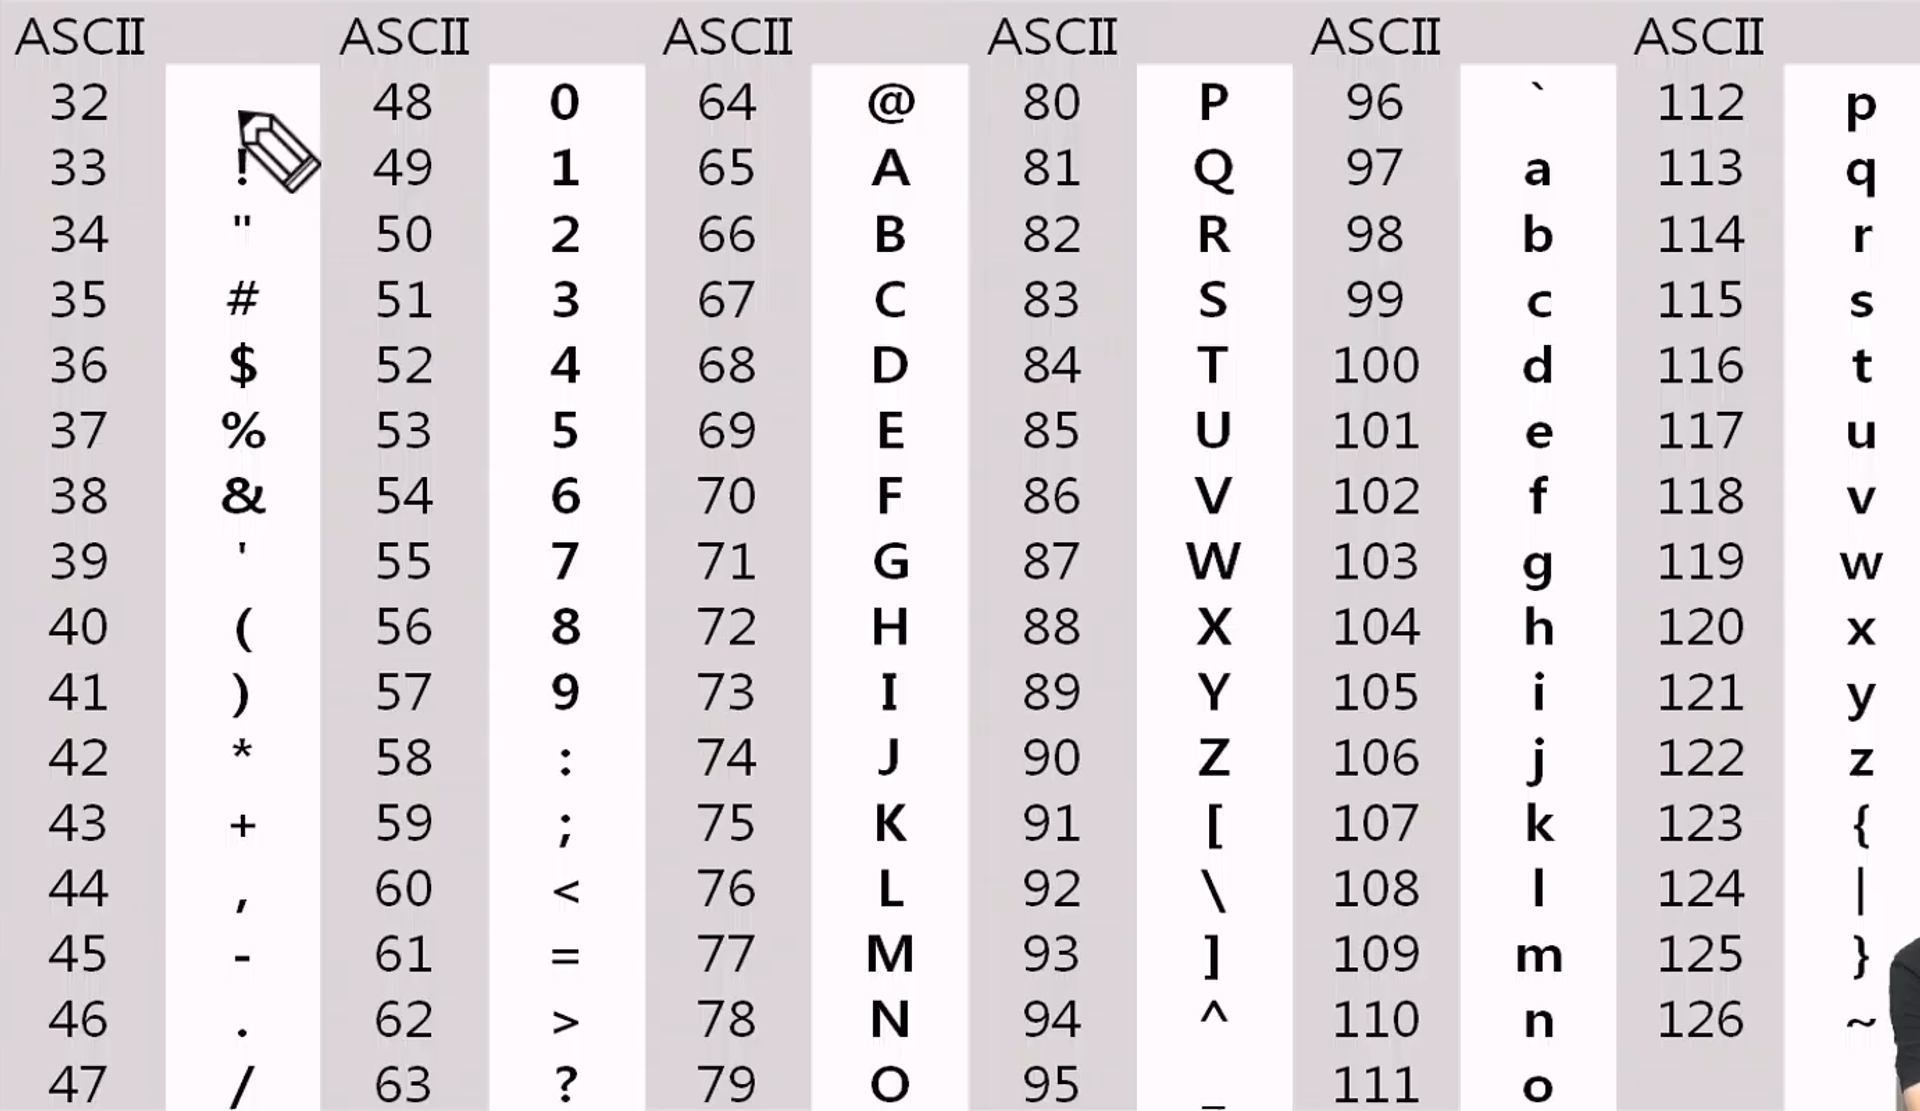 ASCII ASCII ASCII ASCII ASCII ASCII
32 48 0 64 @ 80 P 96 ` 112 p
33 ! 49 1 65 A 81 Q 97 a 113 q
34 " 50 2 66 B 82 R 98 b 114 r
35 # 51 3 67 C 83 S 99 c 115 s
36 $ 52 4 68 D 84 T 100 d 116 t
37 % 53 5 69 E 85 U 101 e 117 u
38 & 54 6 70 F 86 V 102 f 118 v
39 ' 55 7 71 G 87 W 103 g 119 w
40 ( 56 8 72 H 88 X 104 h 120 x
41 ) 57 9 73 I 89 Y 105 i 121 y
42 * 58 : 74 J 90 Z 106 j 122 z
43 + 59 ; 75 K 91 [ 107 k 123 {
44 , 60 < 76 L 92 \ 108 l 124 |
45 - 61 = 77 M 93 ] 109 m 125 }
46 . 62 > 78 N 94 ^ 110 n 126 ~
47 / 63 ? 79 O 95 _ 111 o